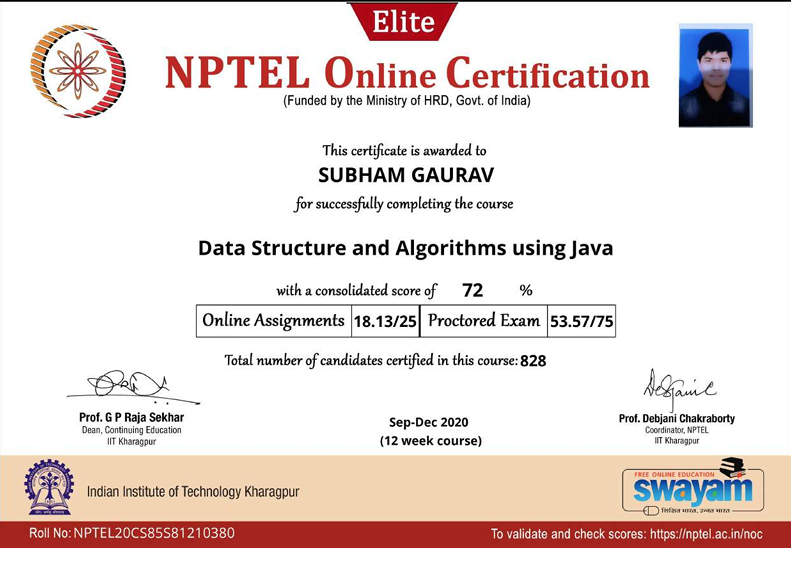 Elite
NPTEL Online Certification
(Funded by the Ministry of HRD, Govt. of India)
This certificate is awarded to
SUBHAM GAURAV
for successfully completing the course
Data Structure and Algorithms using Java
with a consolidated score of 72 %
Online Assignments 18.13/25 Proctored Exam 53.57/75
Total number of candidates certified in this course: 828
Prof. G P Raja Sekhar
Dean, Continuing Education
IIT Kharagpur
Sep-Dec 2020
(12 week course)
Prof. Debjani Chakraborty
Coordinator, NPTEL
IIT Kharagpur
Indian Institute of Technology Kharagpur
FREE ONLINE EDUCATION
swayam
शिक्षित भारत, उन्नत भारत
Roll No: NPTEL20CS85S81210380
To validate and check scores: https://nptel.ac.in/noc